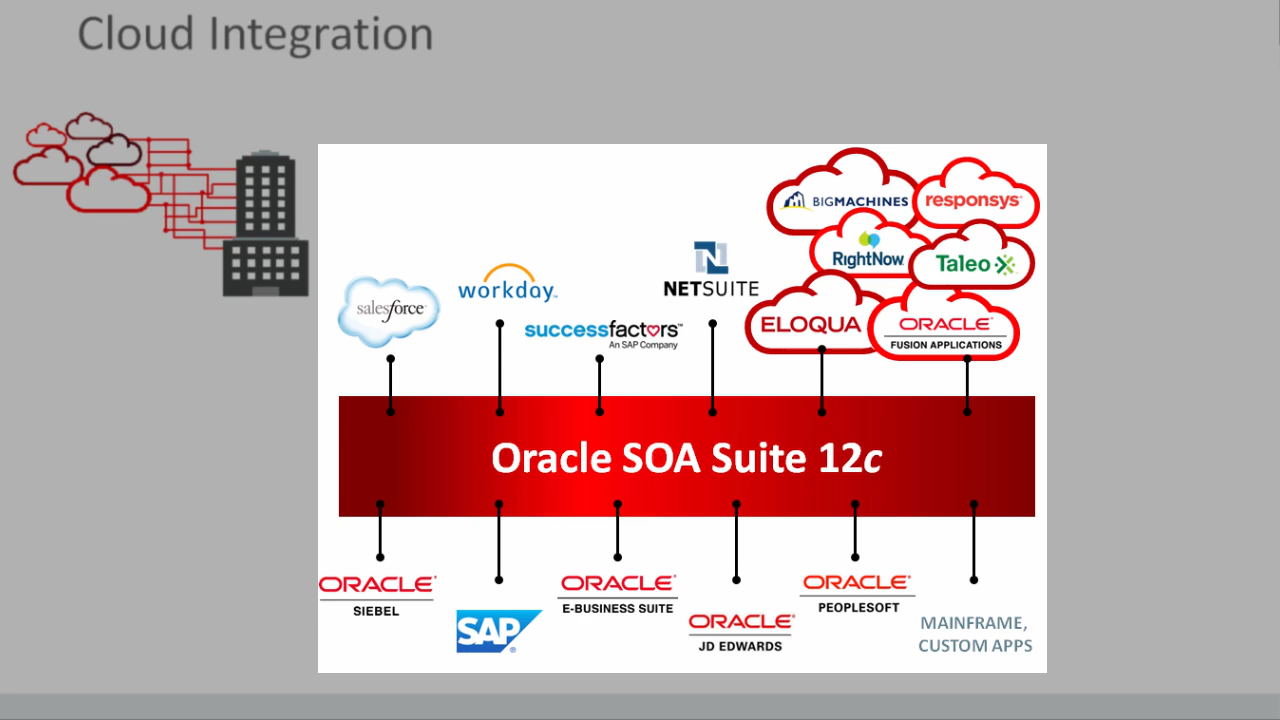 Cloud Integration
BIGMACHINES
responsys
RightNow
Taleo
salesforce
workday
successfactors™
An SAP Company
NETSUITE
ELOQUA
ORACLE®
FUSION APPLICATIONS
Oracle SOA Suite 12c
ORACLE®
SIEBEL
SAP®
ORACLE®
E-BUSINESS SUITE
ORACLE®
JD EDWARDS
ORACLE®
PEOPLESOFT
MAINFRAME,
CUSTOM APPS